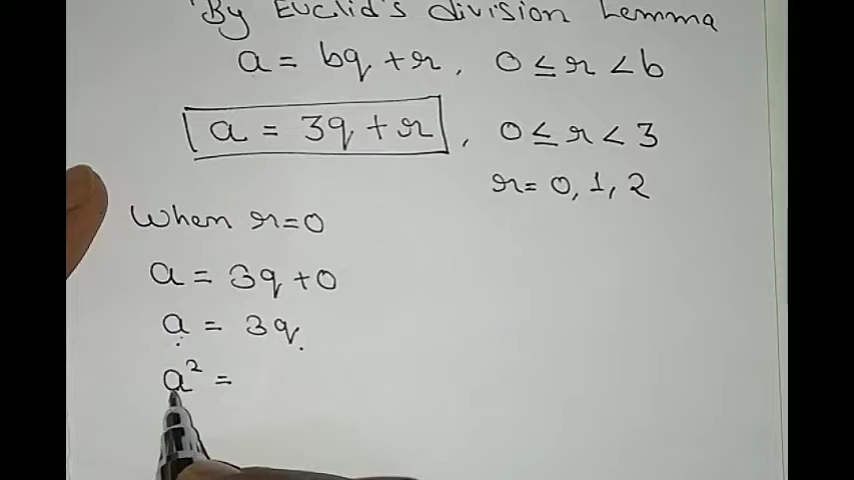 By Euclid's division Lemma
a = bq + r, 0 ≤ r < b
a = 3q + r, 0 ≤ r < 3
r = 0, 1, 2
When r=0
a = 3q + 0
a = 3q.
a² =